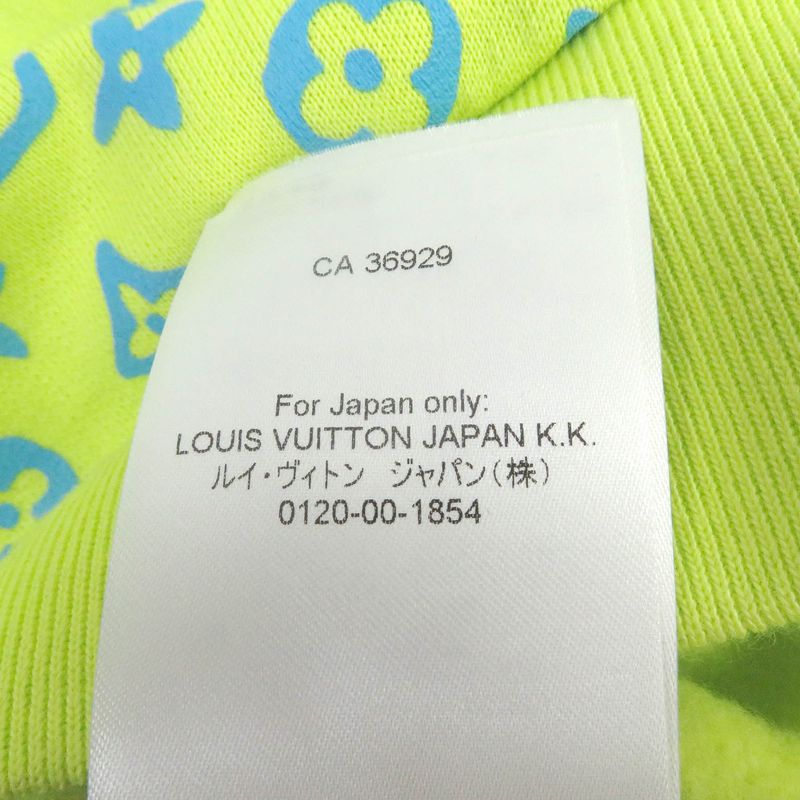 CA 36929
For Japan only:
LOUIS VUITTON JAPAN K.K.
ルイ・ヴィトン ジャパン(株)
0120-00-1854